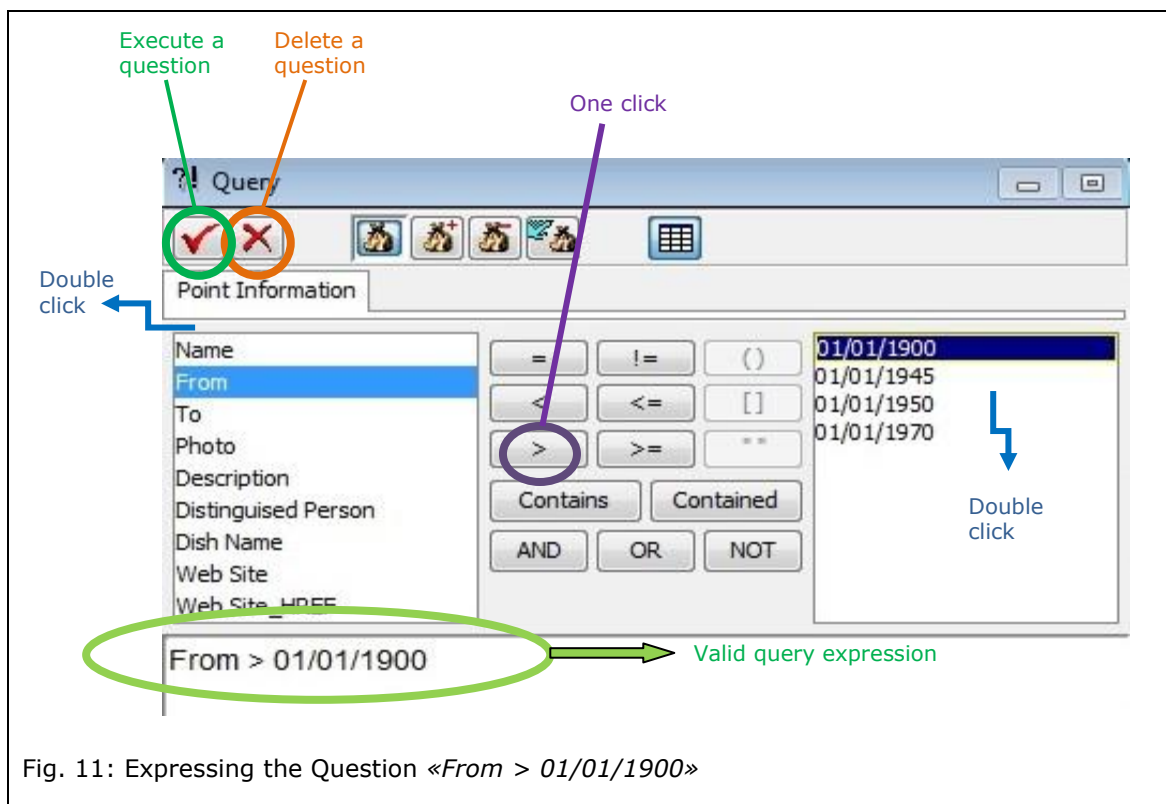 Execute a
question
Delete a
question
One click
?! Query
Double
click
Point Information
Name
From
To
Photo
Description
Distinguised Person
Dish Name
Web Site
Web Site_HREF
= != ()
< <= []
> >= ""
Contains Contained
AND OR NOT
01/01/1900
01/01/1945
01/01/1950
01/01/1970
Double
click
From > 01/01/1900
Valid query expression
Fig. 11: Expressing the Question «From > 01/01/1900»